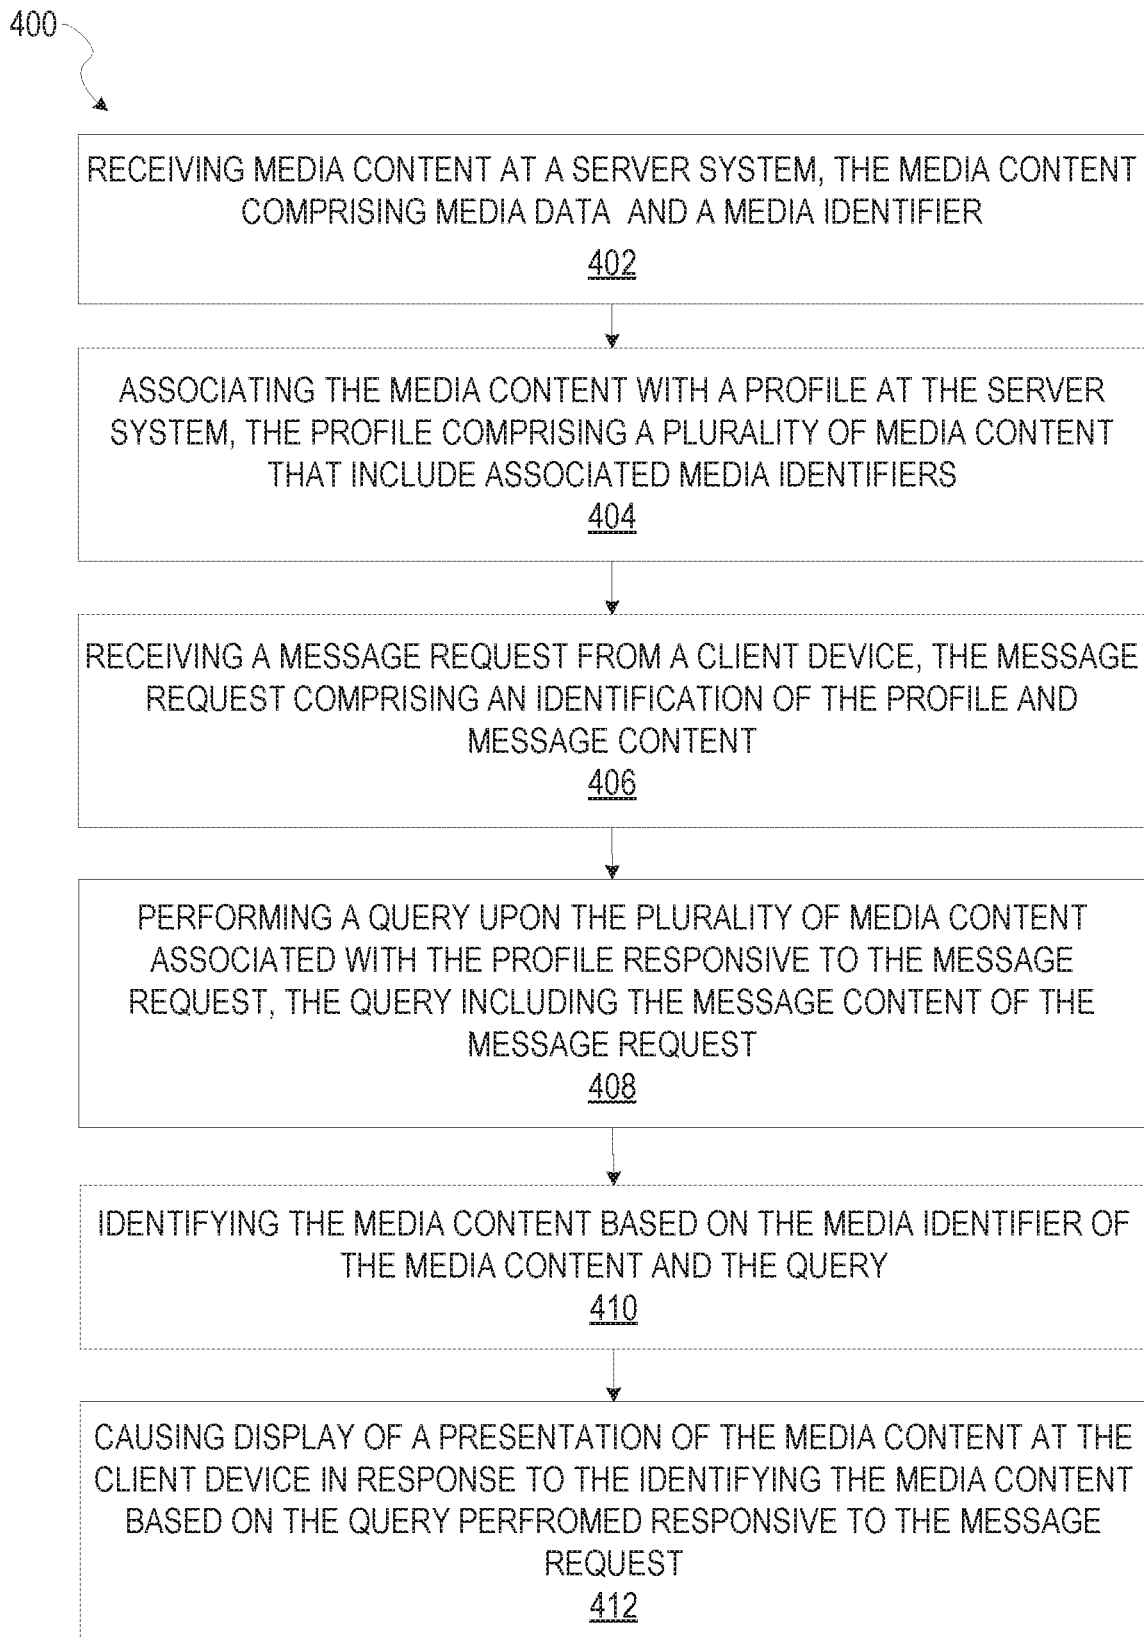 400
RECEIVING MEDIA CONTENT AT A SERVER SYSTEM, THE MEDIA CONTENT
COMPRISING MEDIA DATA AND A MEDIA IDENTIFIER
402
ASSOCIATING THE MEDIA CONTENT WITH A PROFILE AT THE SERVER
SYSTEM, THE PROFILE COMPRISING A PLURALITY OF MEDIA CONTENT
THAT INCLUDE ASSOCIATED MEDIA IDENTIFIERS
404
RECEIVING A MESSAGE REQUEST FROM A CLIENT DEVICE, THE MESSAGE
REQUEST COMPRISING AN IDENTIFICATION OF THE PROFILE AND
MESSAGE CONTENT
406
PERFORMING A QUERY UPON THE PLURALITY OF MEDIA CONTENT
ASSOCIATED WITH THE PROFILE RESPONSIVE TO THE MESSAGE
REQUEST, THE QUERY INCLUDING THE MESSAGE CONTENT OF THE
MESSAGE REQUEST
408
IDENTIFYING THE MEDIA CONTENT BASED ON THE MEDIA IDENTIFIER OF
THE MEDIA CONTENT AND THE QUERY
410
CAUSING DISPLAY OF A PRESENTATION OF THE MEDIA CONTENT AT THE
CLIENT DEVICE IN RESPONSE TO THE IDENTIFYING THE MEDIA CONTENT
BASED ON THE QUERY PERFROMED RESPONSIVE TO THE MESSAGE
REQUEST
412